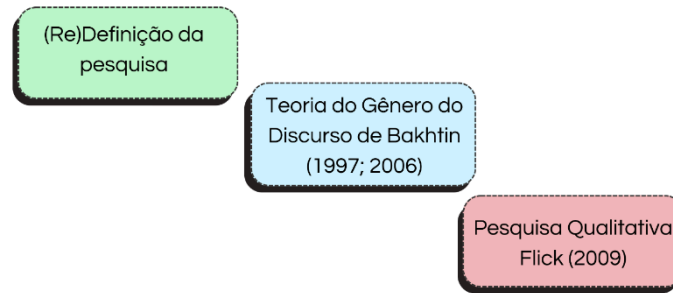 (Re)Definição da
pesquisa
Teoria do Gênero do
Discurso de Bakhtin
(1997; 2006)
Pesquisa Qualitativa
Flick (2009)